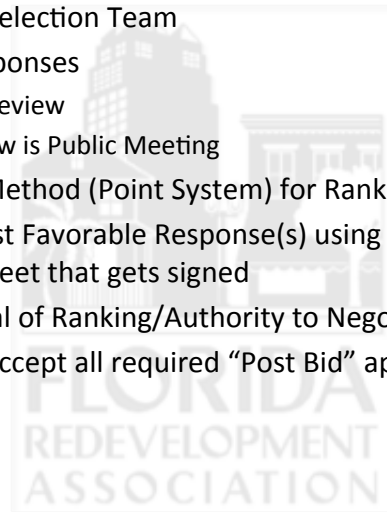 election Team
ponses
eview
w is Public Meeting
Method (Point System) for Rank
st Favorable Response(s) using
eet that gets signed
al of Ranking/Authority to Nego
ccept all required “Post Bid” ap
FLORIDA
REDEVELOPMENT
ASSOCIATION